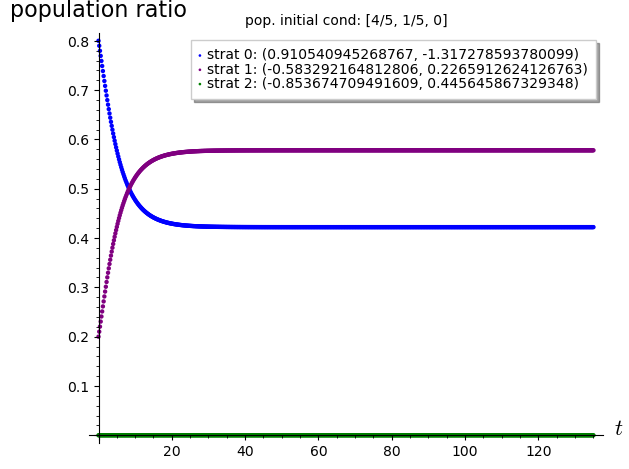 population ratio
pop. initial cond: [4/5, 1/5, 0]
strat 0: (0.910540945268767, -1.317278593780099)
strat 1: (-0.583292164812806, 0.2265912624126763)
strat 2: (-0.853674709491609, 0.445645867329348)
0.8
0.7
0.6
0.5
0.4
0.3
0.2
0.1
20 40 60 80 100 120
t